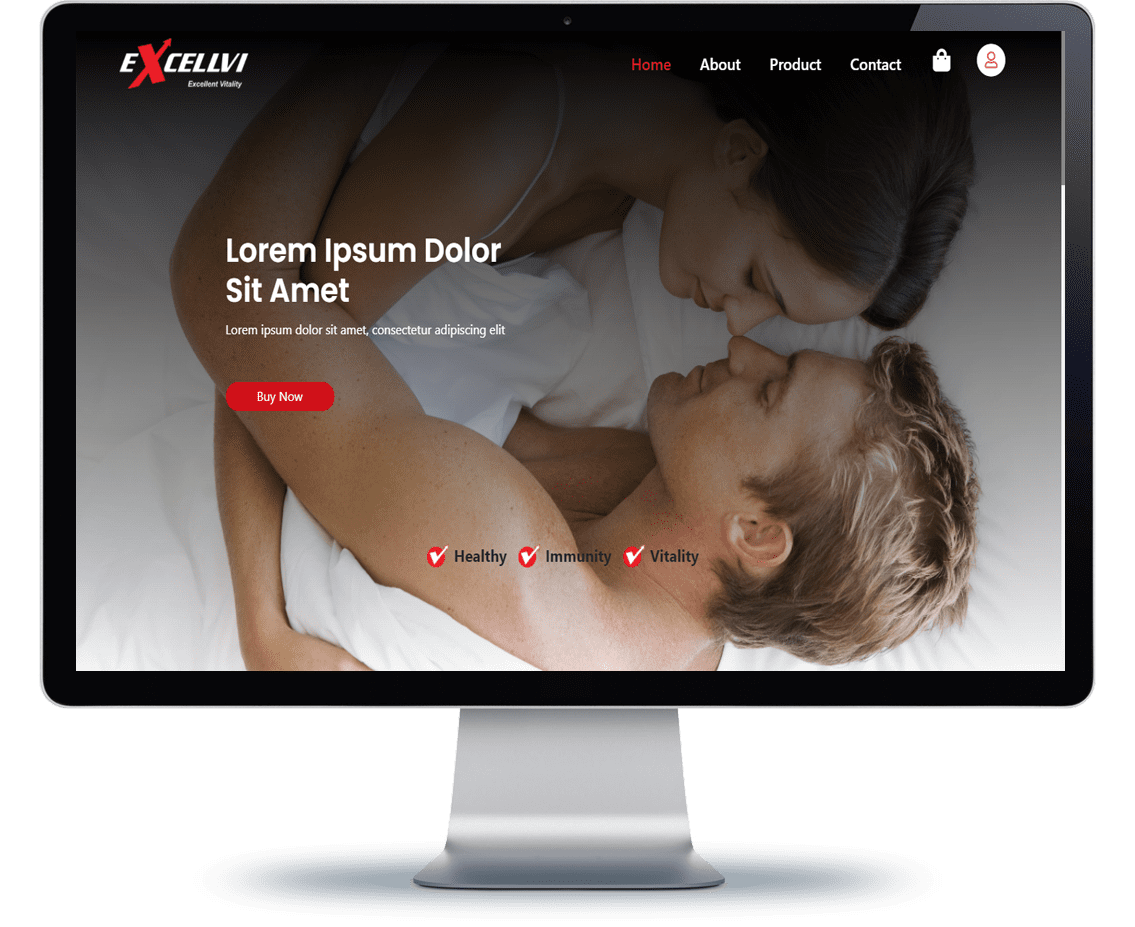 EXCELLVI
Excellent Vitality
Home About Product Contact
Lorem Ipsum Dolor
Sit Amet
Lorem ipsum dolor sit amet, consectetur adipiscing elit
Buy Now
Healthy Immunity Vitality